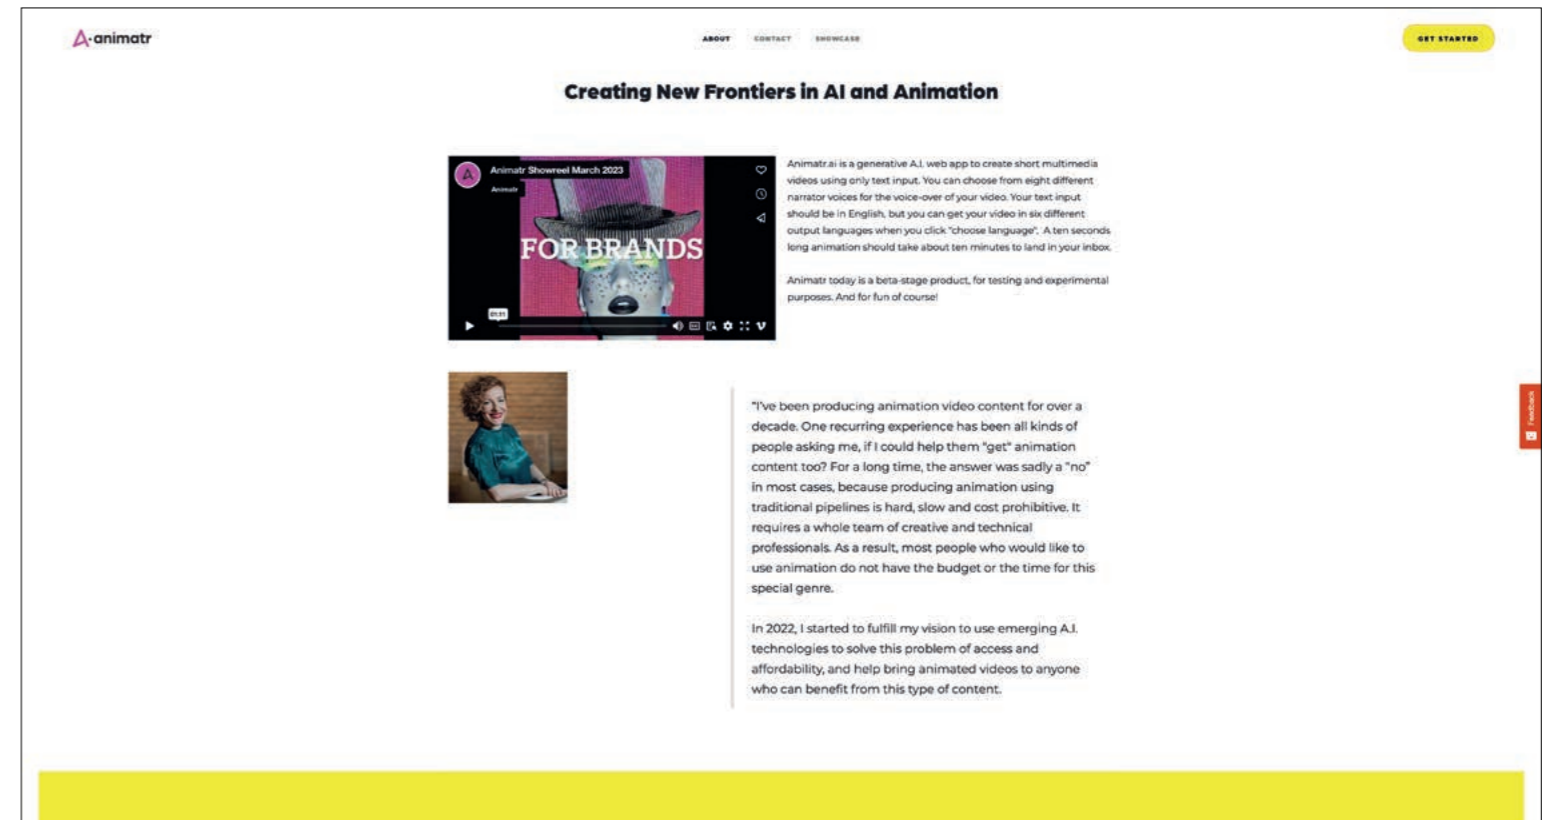 A·animatr
ABOUT
CONTACT
SHOWCASE
GET STARTED
Creating New Frontiers in AI and Animation
Animatr Showreel March 2023
Animatr
FOR BRANDS
01:51
Animatr.ai is a generative A.I. web app to create short multimedia
videos using only text input. You can choose from eight different
narrator voices for the voice-over of your video. Your text input
should be in English, but you can get your video in six different
output languages when you click "choose language". A ten seconds
long animation should take about ten minutes to land in your inbox.
Animatr today is a beta-stage product, for testing and experimental
purposes. And for fun of course!
"I've been producing animation video content for over a
decade. One recurring experience has been all kinds of
people asking me, if I could help them "get" animation
content too? For a long time, the answer was sadly a "no"
in most cases, because producing animation using
traditional pipelines is hard, slow and cost prohibitive. It
requires a whole team of creative and technical
professionals. As a result, most people who would like to
use animation do not have the budget or the time for this
special genre.
In 2022, I started to fulfill my vision to use emerging A.I.
technologies to solve this problem of access and
affordability, and help bring animated videos to anyone
who can benefit from this type of content.
Feedback